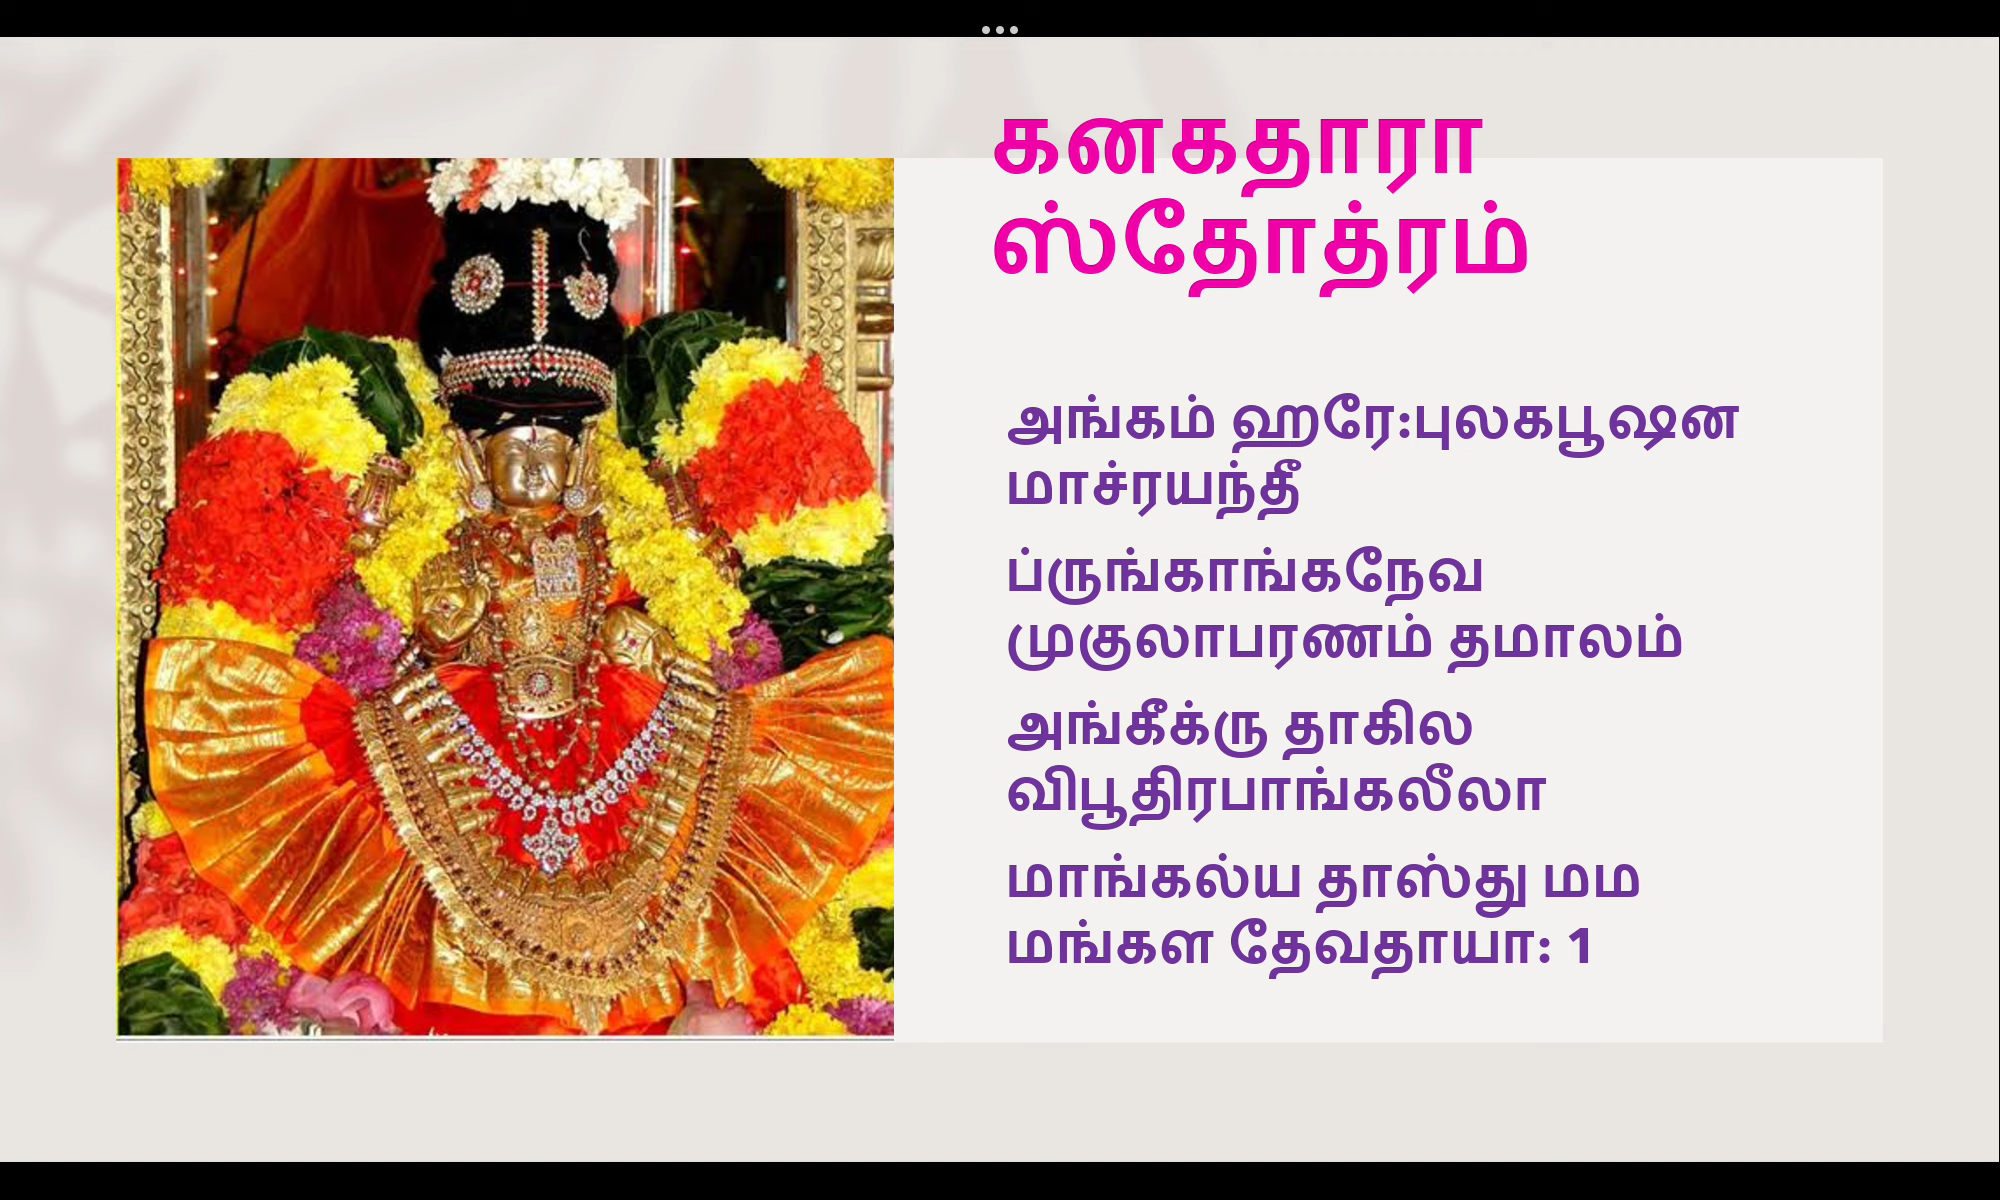 கனகதாரா
ஸ்தோத்ரம்
அங்கம் ஹரே:புலகபூஷன
மாச்ரயந்தீ
ப்ருங்காங்கநேவ
முகுலாபரணம் தமாலம்
அங்கீக்ரு தாகில
விபூதிரபாங்கலீலா
மாங்கல்ய தாஸ்து மம
மங்கள தேவதாயா: 1